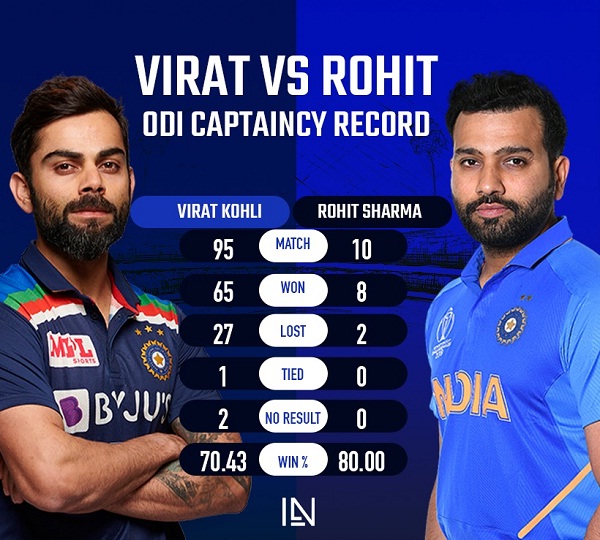 VIRAT VS ROHIT
ODI CAPTAINCY RECORD
VIRAT KOHLI ROHIT SHARMA
95 MATCH 10
65 WON 8
27 LOST 2
1 TIED 0
2 NO RESULT 0
70.43 WIN % 80.00
MPL
SPORTS
BYJU'S
INDIA